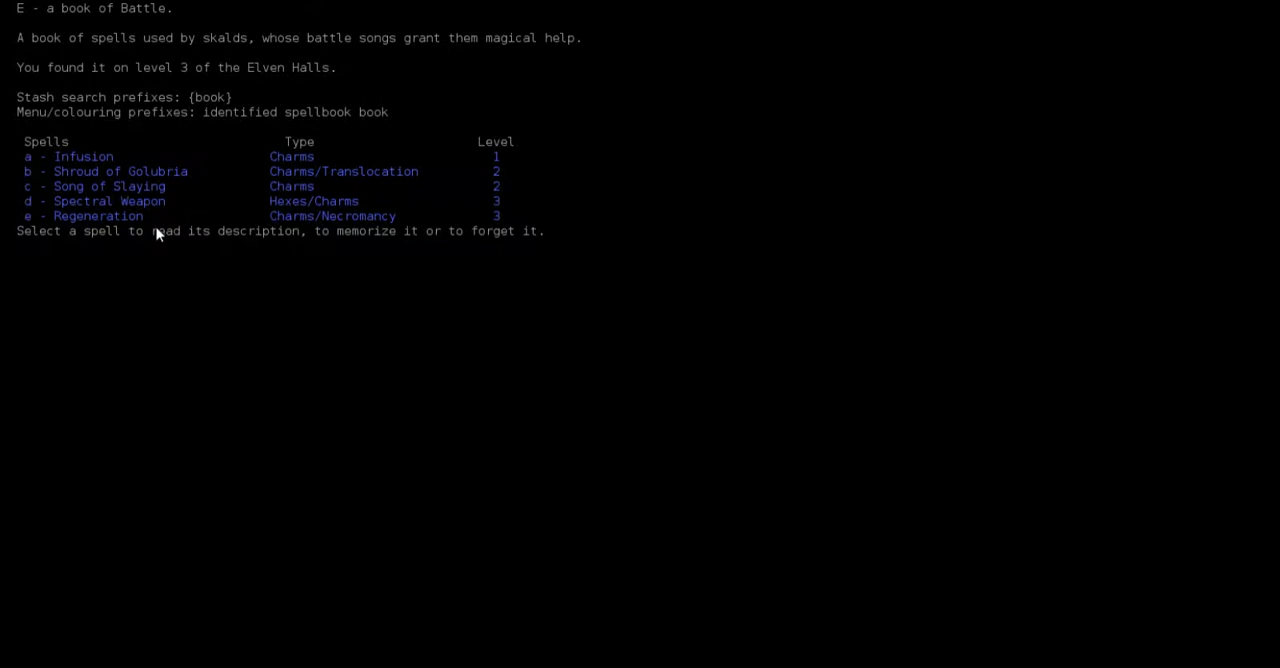 E - a book of Battle.
A book of spells used by skalds, whose battle songs grant them magical help.
You found it on level 3 of the Elven Halls.
Stash search prefixes: {book}
Menu/colouring prefixes: identified spellbook book
Spells Type Level
a - Infusion Charms 1
b - Shroud of Golubria Charms/Translocation 2
c - Song of Slaying Charms 2
d - Spectral Weapon Hexes/Charms 3
e - Regeneration Charms/Necromancy 3
Select a spell to read its description, to memorize it or to forget it.